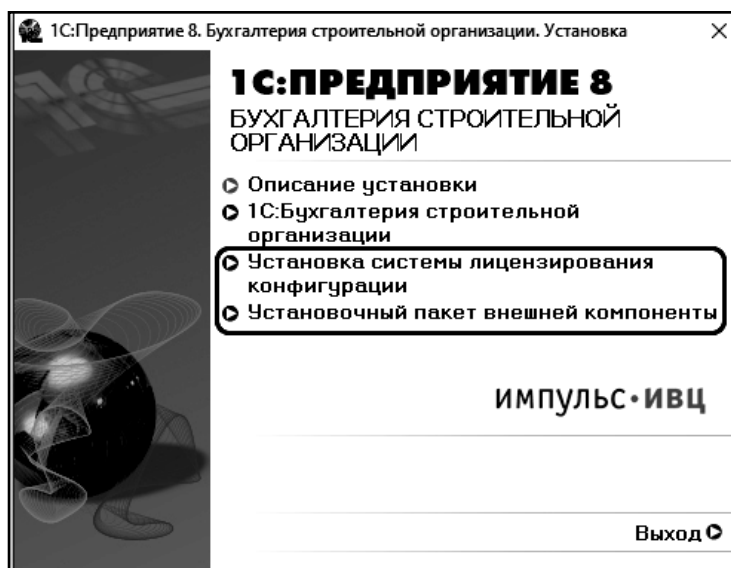 1С:Предприятие 8. Бухгалтерия строительной организации. Установка
1С:ПРЕДПРИЯТИЕ 8
БУХГАЛТЕРИЯ СТРОИТЕЛЬНОЙ
ОРГАНИЗАЦИИ
Описание установки
1С:Бухгалтерия строительной
организации
Установка системы лицензирования
конфигурации
Установочный пакет внешней компоненты
ИМПУЛЬС•ИВЦ
Выход